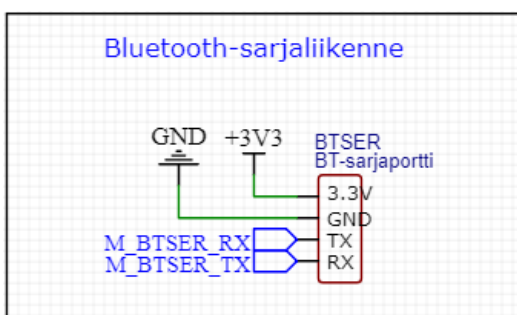 Bluetooth-sarjaliikenne
GND +3V3
BTSER
BT-sarjaportti
3.3V
GND
M_BTSER_RX TX
M_BTSER_TX RX